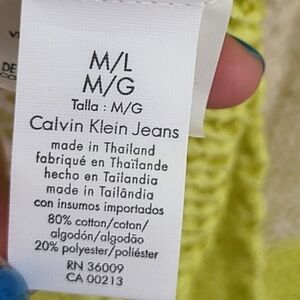 M/L
M/G
Talla : M/G
Calvin Klein Jeans
made in Thailand
fabriqué en Thaïlande
hecho en Tailandia
made in Tailândia
con insumos importados
80% cotton/coton/
algodón/algodão
20% polyester/poliéster
RN 36009
CA 00213
DE